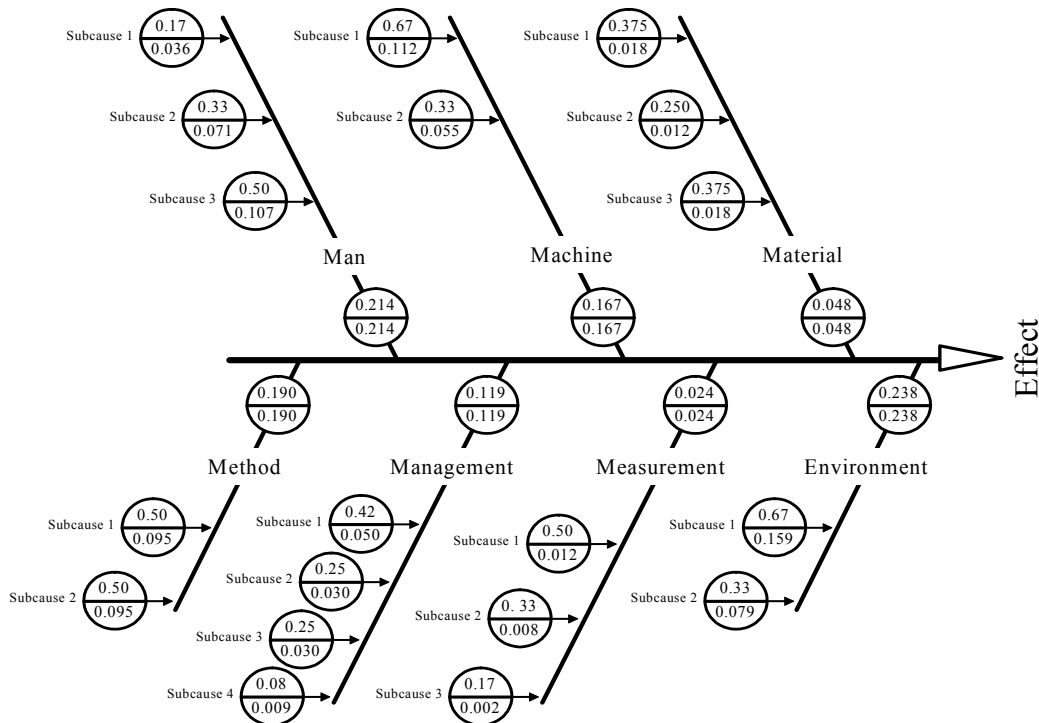 Subcause 1
0.17
0.036
Subcause 2
0.33
0.071
Subcause 3
0.50
0.107
Man
0.214
0.214
Subcause 1
0.67
0.112
Subcause 2
0.33
0.055
Machine
0.167
0.167
Subcause 1
0.375
0.018
Subcause 2
0.250
0.012
Subcause 3
0.375
0.018
Material
0.048
0.048
Effect
0.190
0.190
Method
Subcause 1
0.50
0.095
Subcause 2
0.50
0.095
0.119
0.119
Management
Subcause 1
0.42
0.050
Subcause 2
0.25
0.030
Subcause 3
0.25
0.030
Subcause 4
0.08
0.009
0.024
0.024
Measurement
Subcause 1
0.50
0.012
Subcause 2
0. 33
0.008
Subcause 3
0.17
0.002
0.238
0.238
Environment
Subcause 1
0.67
0.159
Subcause 2
0.33
0.079